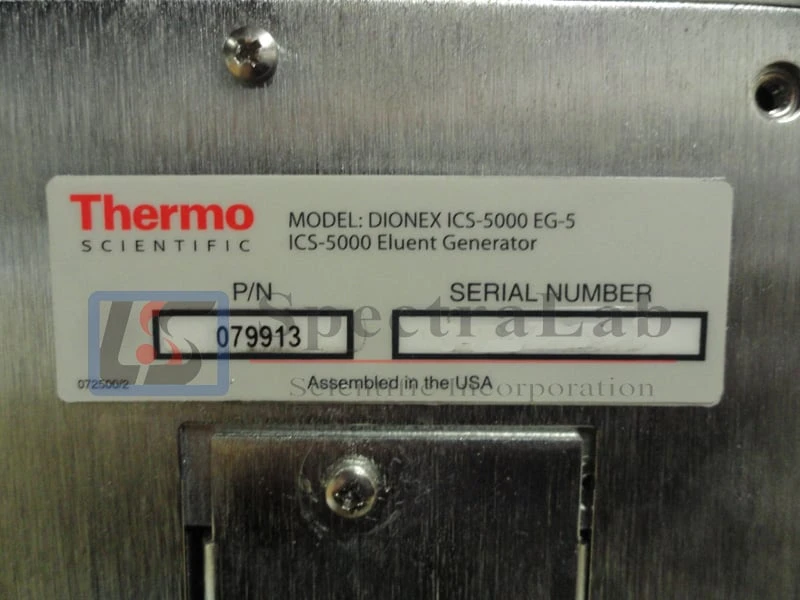 Thermo
SCIENTIFIC
MODEL: DIONEX ICS-5000 EG-5
ICS-5000 Eluent Generator
P/N
SERIAL NUMBER
079913
SpectraLab
Scientific Incorporation
072500/2
Assembled in the USA
LS